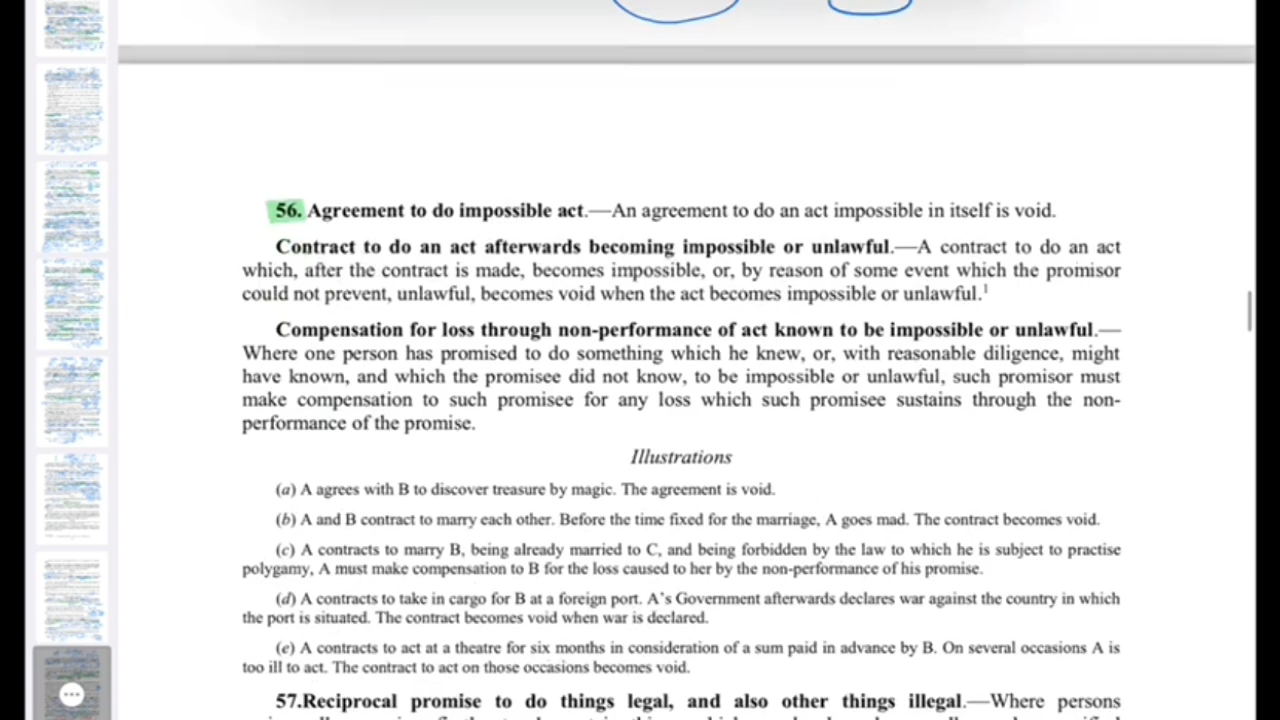 56. Agreement to do impossible act.—An agreement to do an act impossible in itself is void.
Contract to do an act afterwards becoming impossible or unlawful.—A contract to do an act
which, after the contract is made, becomes impossible, or, by reason of some event which the promisor
could not prevent, unlawful, becomes void when the act becomes impossible or unlawful.1
Compensation for loss through non-performance of act known to be impossible or unlawful.—
Where one person has promised to do something which he knew, or, with reasonable diligence, might
have known, and which the promisee did not know, to be impossible or unlawful, such promisor must
make compensation to such promisee for any loss which such promisee sustains through the non-
performance of the promise.
Illustrations
(a) A agrees with B to discover treasure by magic. The agreement is void.
(b) A and B contract to marry each other. Before the time fixed for the marriage, A goes mad. The contract becomes void.
(c) A contracts to marry B, being already married to C, and being forbidden by the law to which he is subject to practise
polygamy, A must make compensation to B for the loss caused to her by the non-performance of his promise.
(d) A contracts to take in cargo for B at a foreign port. A's Government afterwards declares war against the country in which
the port is situated. The contract becomes void when war is declared.
(e) A contracts to act at a theatre for six months in consideration of a sum paid in advance by B. On several occasions A is
too ill to act. The contract to act on those occasions becomes void.
57.Reciprocal promise to do things legal, and also other things illegal.—Where persons